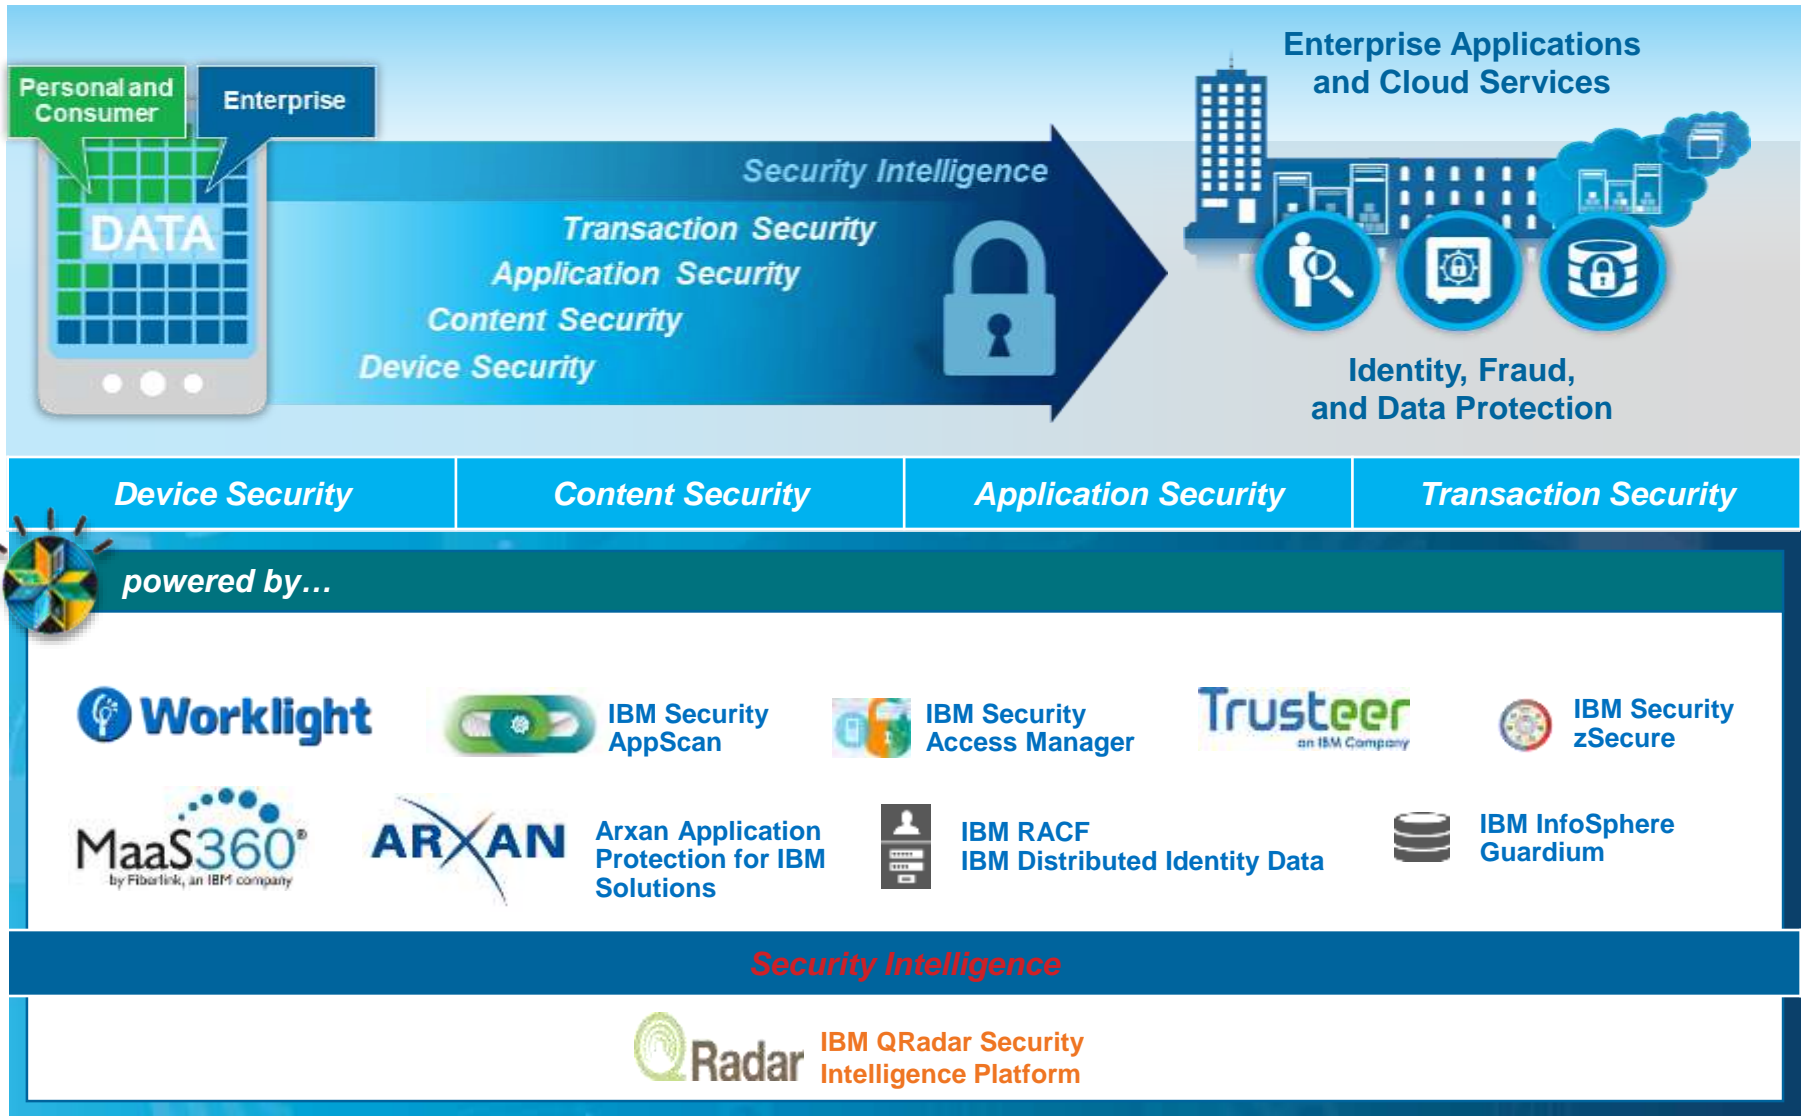 Enterprise Applications
and Cloud Services
Personal and
Consumer
Enterprise
DATA
Security Intelligence
Transaction Security
Application Security
Content Security
Device Security
Identity, Fraud,
and Data Protection
Device Security
Content Security
Application Security
Transaction Security
powered by…
Worklight
IBM Security
AppScan
IBM Security
Access Manager
Trusteer
an IBM Company
IBM Security
zSecure
MaaS360®
by Fiberlink, an IBM company
ARXAN
Arxan Application
Protection for IBM
Solutions
IBM RACF
IBM Distributed Identity Data
IBM InfoSphere
Guardium
Security Intelligence
QRadar
IBM QRadar Security
Intelligence Platform